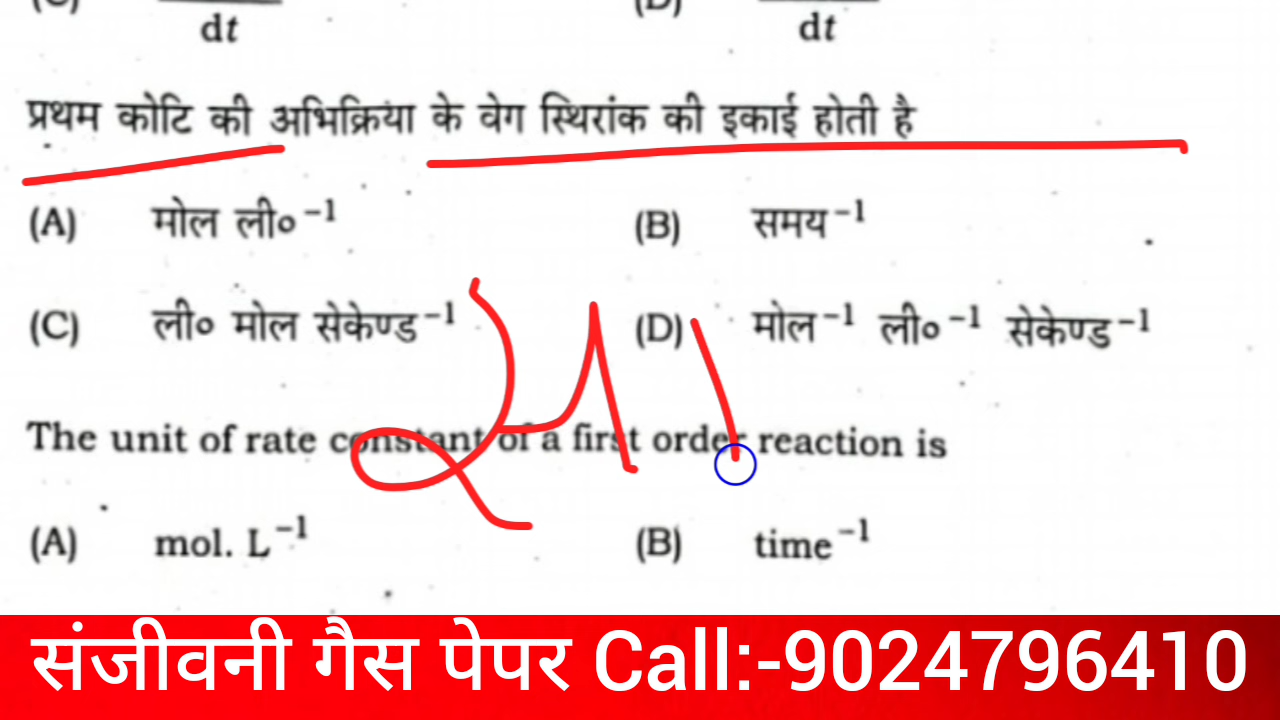 dt dt
प्रथम कोटि की अभिक्रिया के वेग स्थिरांक की इकाई होती है
(A) मोल ली० ⁻¹ (B) समय ⁻¹
(C) ली० मोल सेकेण्ड ⁻¹ (D) मोल ⁻¹ ली० ⁻¹ सेकेण्ड ⁻¹
The unit of rate constant of a first order reaction is
(A) mol. L ⁻¹ (B) time ⁻¹
संजीवनी गैस पेपर Call:-9024796410